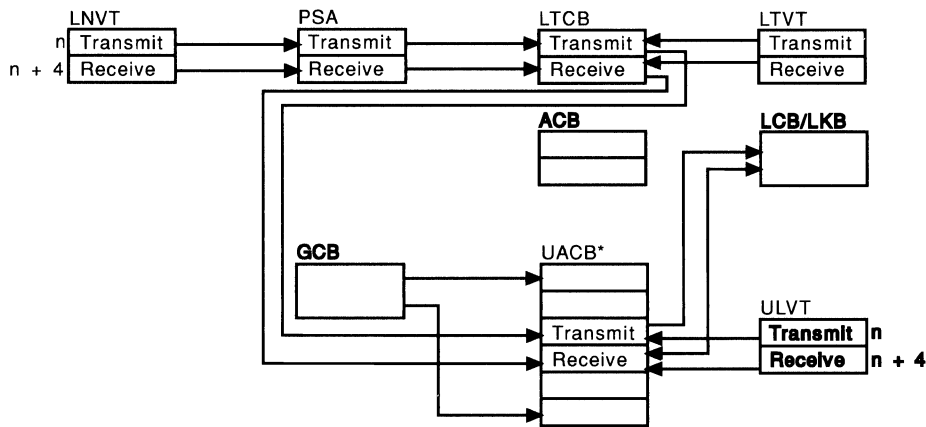 LNVT PSA LTCB LTVT
n Transmit Transmit Transmit Transmit
n + 4 Receive Receive Receive Receive
ACB LCB/LKB
GCB UACB*
ULVT
Transmit Transmit n
Receive Receive n + 4